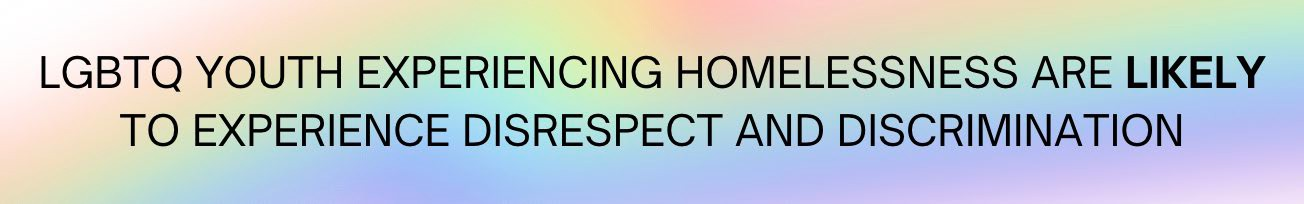 LGBTQ YOUTH EXPERIENCING HOMELESSNESS ARE LIKELY
TO EXPERIENCE DISRESPECT AND DISCRIMINATION